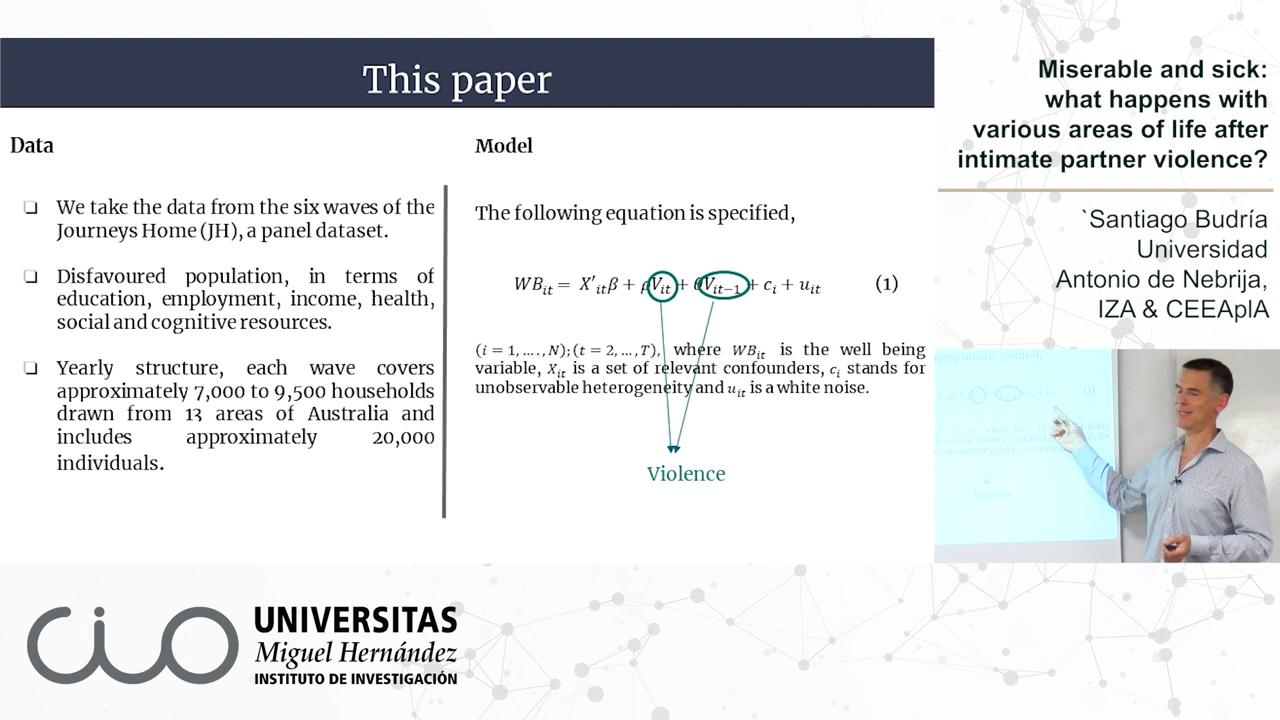 This paper
Data
❑ We take the data from the six waves of the
Journeys Home (JH), a panel dataset.
❑ Disfavoured population, in terms of
education, employment, income, health,
social and cognitive resources.
❑ Yearly structure, each wave covers
approximately 7,000 to 9,500 households
drawn from 13 areas of Australia and
includes approximately 20,000
individuals.
Model
The following equation is specified,
WB_it = X'_it β + ρV_it + θV_it−1 + c_i + u_it (1)
(i = 1, …., N); (t = 2, …, T), where WB_it is the well being
variable, X_it is a set of relevant confounders, c_i stands for
unobservable heterogeneity and u_it is a white noise.
Violence
Miserable and sick:
what happens with
various areas of life after
intimate partner violence?
`Santiago Budría
Universidad
Antonio de Nebrija,
IZA & CEEAplA
cio
UNIVERSITAS
Miguel Hernández
INSTITUTO DE INVESTIGACIÓN